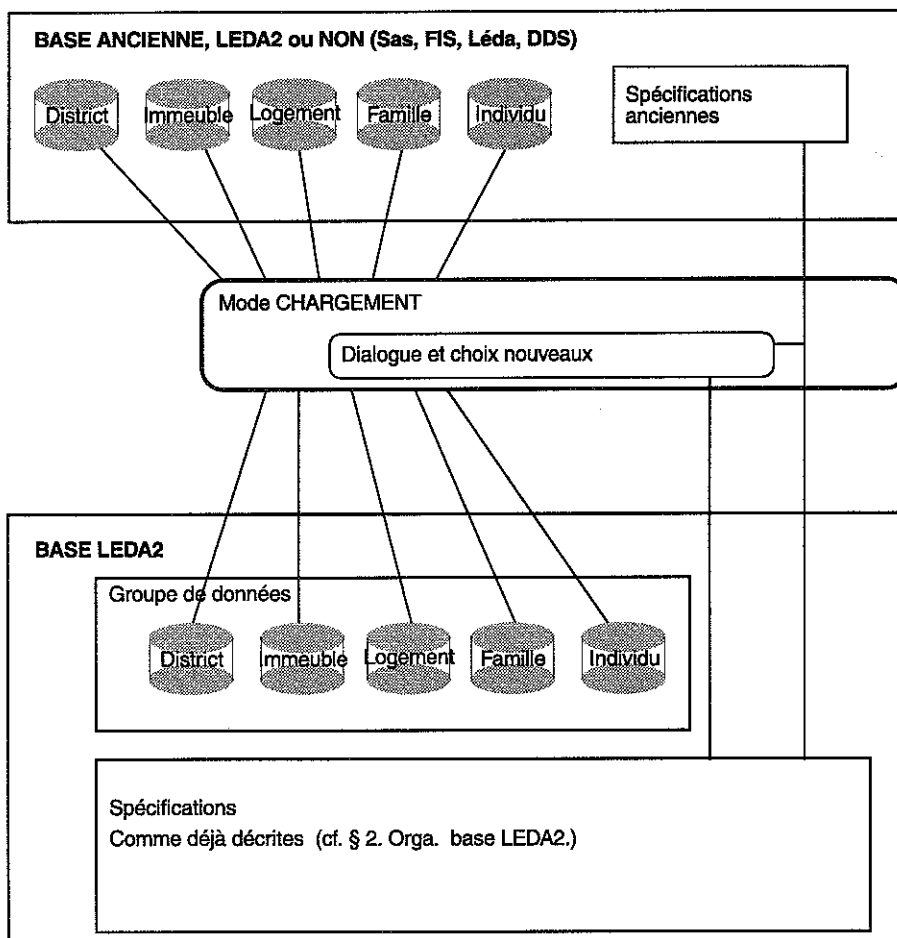 BASE ANCIENNE, LEDA2 ou NON (Sas, FIS, Léda, DDS)
District
Immeuble
Logement
Famille
Individu
Spécifications
anciennes
Mode CHARGEMENT
Dialogue et choix nouveaux
BASE LEDA2
Groupe de données
District
Immeuble
Logement
Famille
Individu
Spécifications
Comme déjà décrites (cf. § 2. Orga. base LEDA2.)